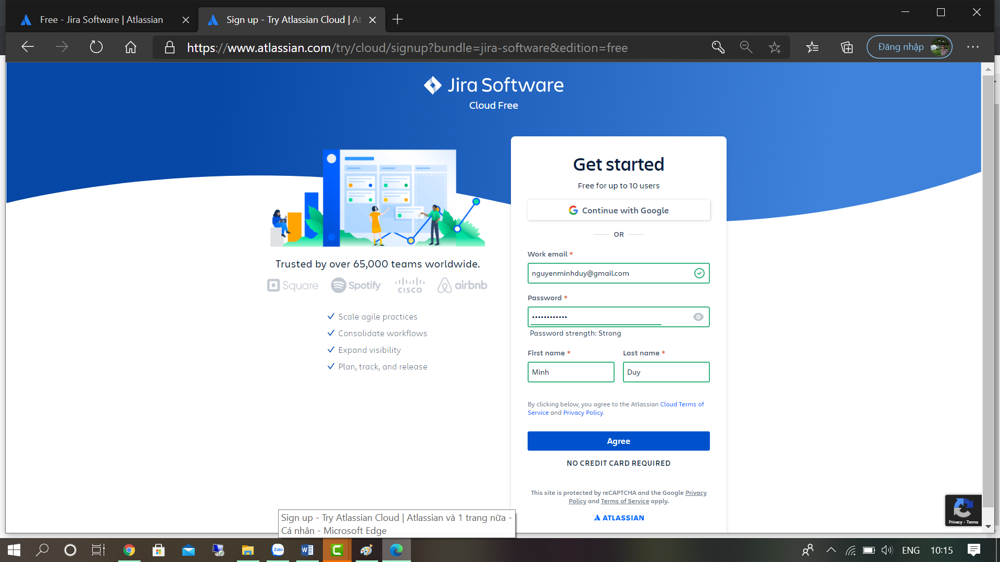 Free - Jira Software | Atlassian
Sign up - Try Atlassian Cloud | At
https://www.atlassian.com/try/cloud/signup?bundle=jira-software&edition=free
Đăng nhập
Jira Software
Cloud Free
Trusted by over 65,000 teams worldwide.
Square
Spotify
CISCO
airbnb
Scale agile practices
Consolidate workflows
Expand visibility
Plan, track, and release
Get started
Free for up to 10 users
Continue with Google
OR
Work email *
nguyenminhduy@gmail.com
Password *
••••••••••••
Password strength: Strong
First name * Last name *
Minh Duy
By clicking below, you agree to the Atlassian Cloud Terms of
Service and Privacy Policy.
Agree
NO CREDIT CARD REQUIRED
This site is protected by reCAPTCHA and the Google Privacy
Policy and Terms of Service apply.
ATLASSIAN
Privacy - Terms
Sign up - Try Atlassian Cloud | Atlassian và 1 trang nữa -
Cá nhân - Microsoft Edge
Zalo
ENG
10:15